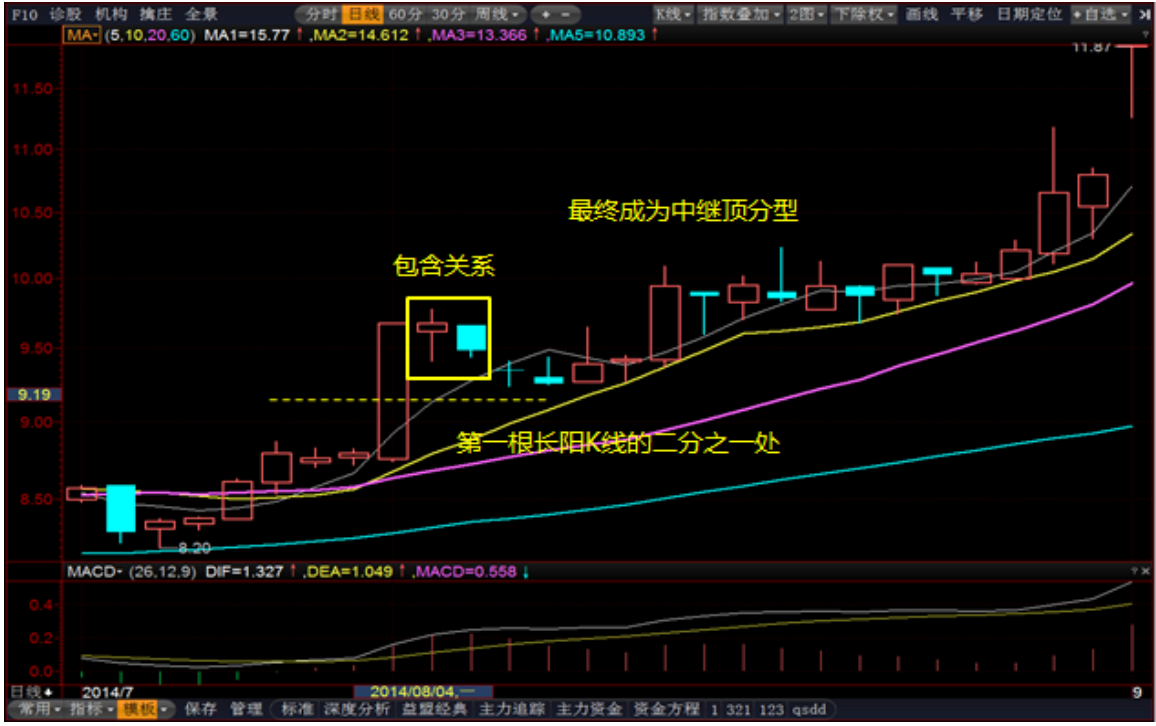 F10 诊股 机构 擒庄 全景 分时 日线 60分 30分 周线 + - K线 指数叠加 2图 下除权 画线 平移 日期定位 +自选
MA (5,10,20,60) MA1=15.77↑,MA2=14.612↑,MA3=13.366↑,MA5=10.893↑
11.87
11.50
11.00
10.50
最终成为中继顶分型
10.00
包含关系
9.50
9.19
9.00
第一根长阳K线的二分之一处
8.50
8.20
MACD (26,12,9) DIF=1.327↑,DEA=1.049↑,MACD=0.558↓
0.4
0.2
0.0
日线 2014/7 2014/08/04,一 9
常用 指标 模板 保存 管理 标准 深度分析 益盟经典 主力追踪 主力资金 资金方程 1 321 123 qsdd